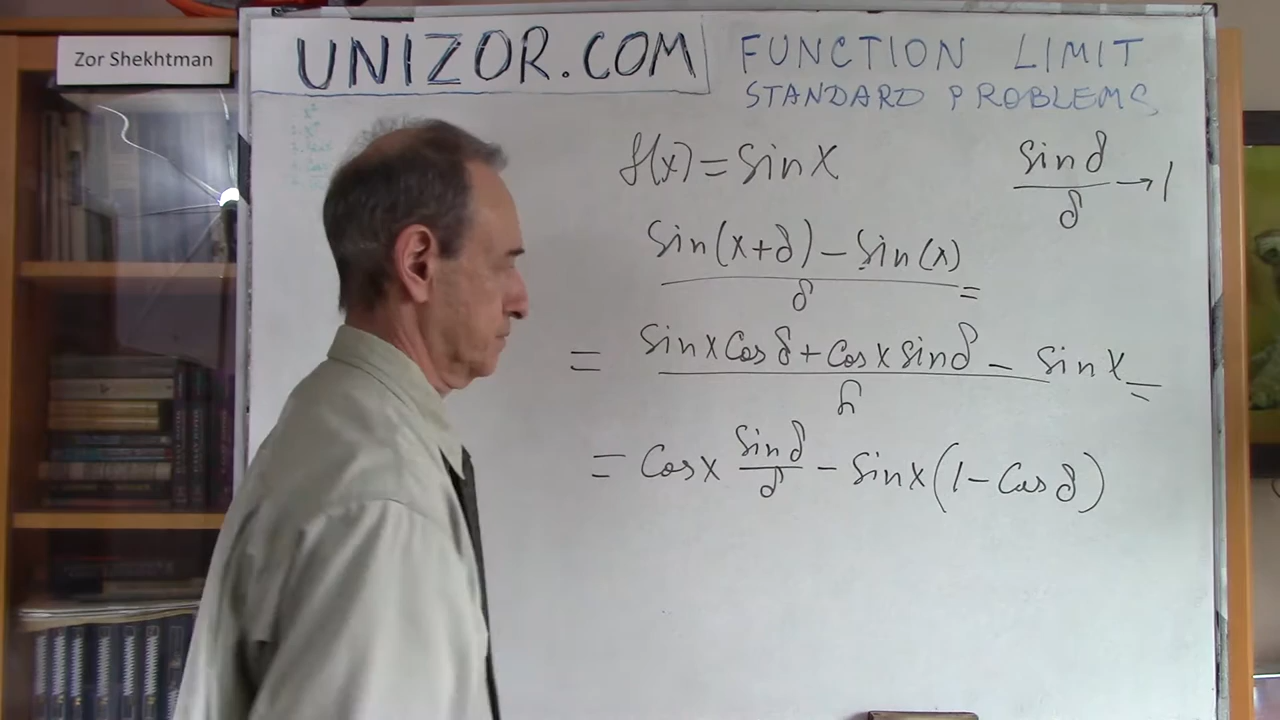 Zor Shekhtman
UNIZOR.COM
FUNCTION LIMIT
STANDARD PROBLEMS
f(x) = sin x
sin δ / δ → 1
sin(x+δ) − sin(x) / δ =
= sin x cos δ + cos x sin δ − sin x / δ =
= cos x sin δ / δ − sin x (1 − cos δ)